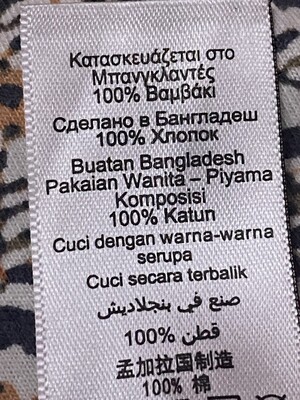 Κατασκευάζεται στο
Μπανγκλαντές
100% Βαμβάκι
Сделано в Бангладеш
100% Хлопок
Buatan Bangladesh
Pakaian Wanita – Piyama
Komposisi
100% Katun
Cuci dengan warna-warna
serupa
Cuci secara terbalik
صنع في بنجلاديش
100% قطن
孟加拉国制造
100% 棉